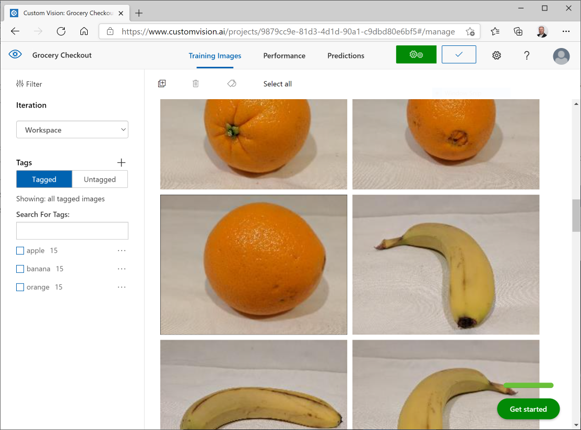 Custom Vision: Grocery Checkout
https://www.customvision.ai/projects/9879cc9e-81d3-4d1d-90a1-c9dbd80e6bf5#/manage
Grocery Checkout
Training Images
Performance
Predictions
?
Filter
Select all
Iteration
Workspace
Tags
Tagged
Untagged
Showing: all tagged images
Search For Tags:
apple 15 ...
banana 15 ...
orange 15 ...
Get started